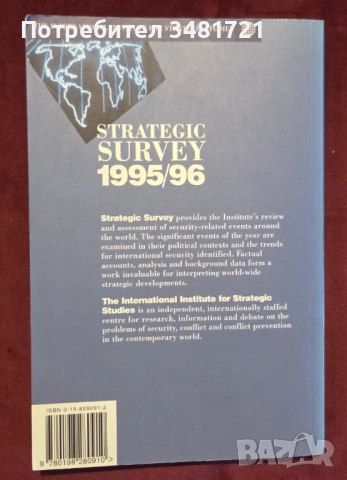 STRATEGIC
SURVEY
1995/96
Strategic Survey provides the Institute's review
and assessment of security-related events around
the world. The significant events of the year are
examined in their political contexts and the trends
for international security identified. Factual
accounts, analysis and background data form a
work invaluable for interpreting world-wide
strategic developments.
The International Institute for Strategic
Studies is an independent, internationally staffed
centre for research, information and debate on the
problems of security, conflict and conflict prevention
in the contemporary world.
ISBN 0-19-828091-2
9 780198 280910 >
BAZAR
bazar.bg